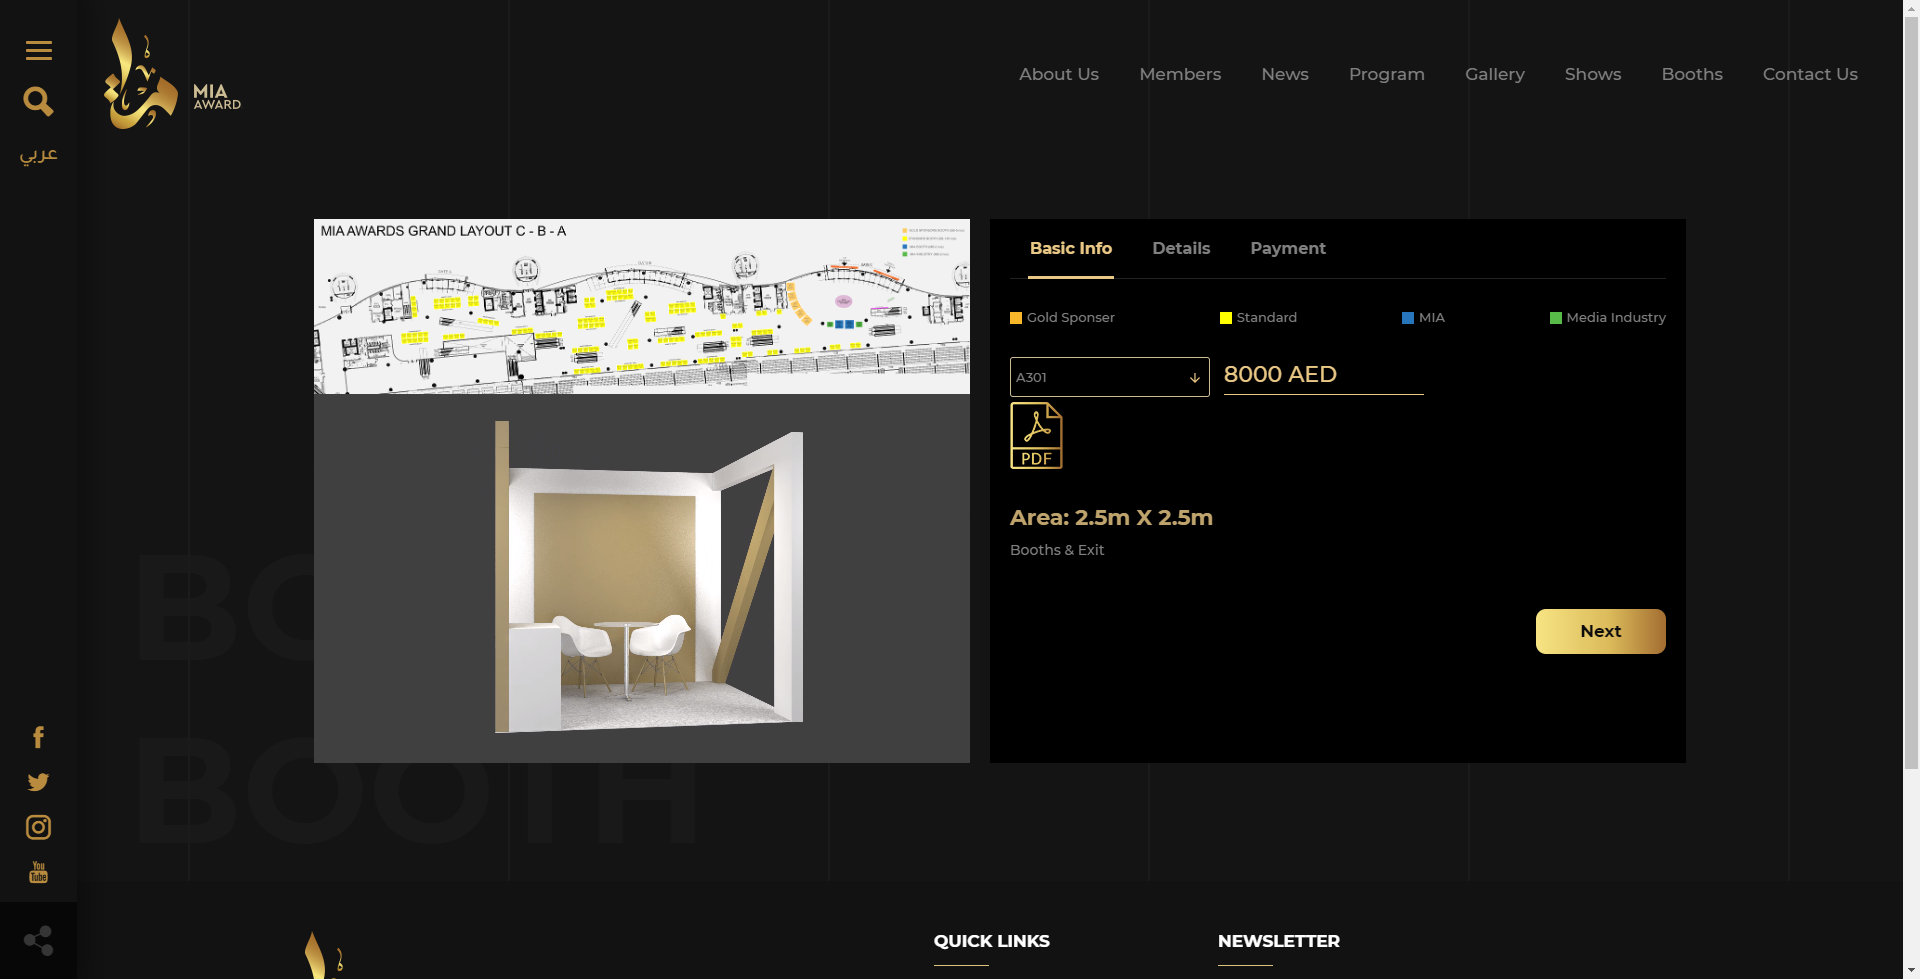 عربي
MIA
AWARD
About Us
Members
News
Program
Gallery
Shows
Booths
Contact Us
MIA AWARDS GRAND LAYOUT C - B - A
Basic Info
Details
Payment
Gold Sponser
Standard
MIA
Media Industry
A301
8000 AED
PDF
Area: 2.5m X 2.5m
Booths & Exit
Next
BOOTH
You
Tube
QUICK LINKS
NEWSLETTER